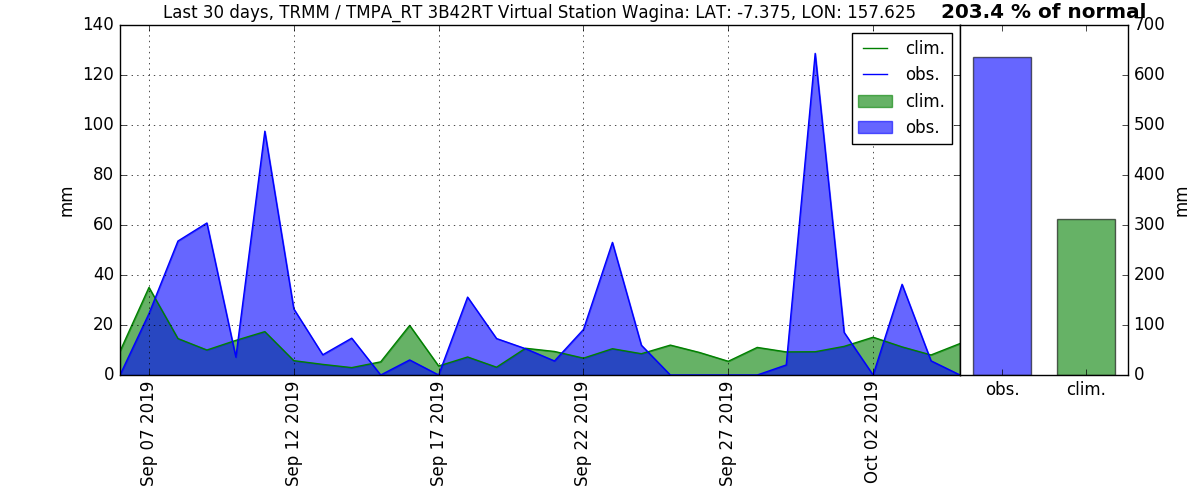 Last 30 days, TRMM / TMPA_RT 3B42RT Virtual Station Wagina: LAT: -7.375, LON: 157.625
203.4 % of normal
140
120
100
80
60
40
20
0
mm
Sep 07 2019
Sep 12 2019
Sep 17 2019
Sep 22 2019
Sep 27 2019
Oct 02 2019
clim.
obs.
clim.
obs.
700
600
500
400
300
200
100
0
mm
obs.
clim.